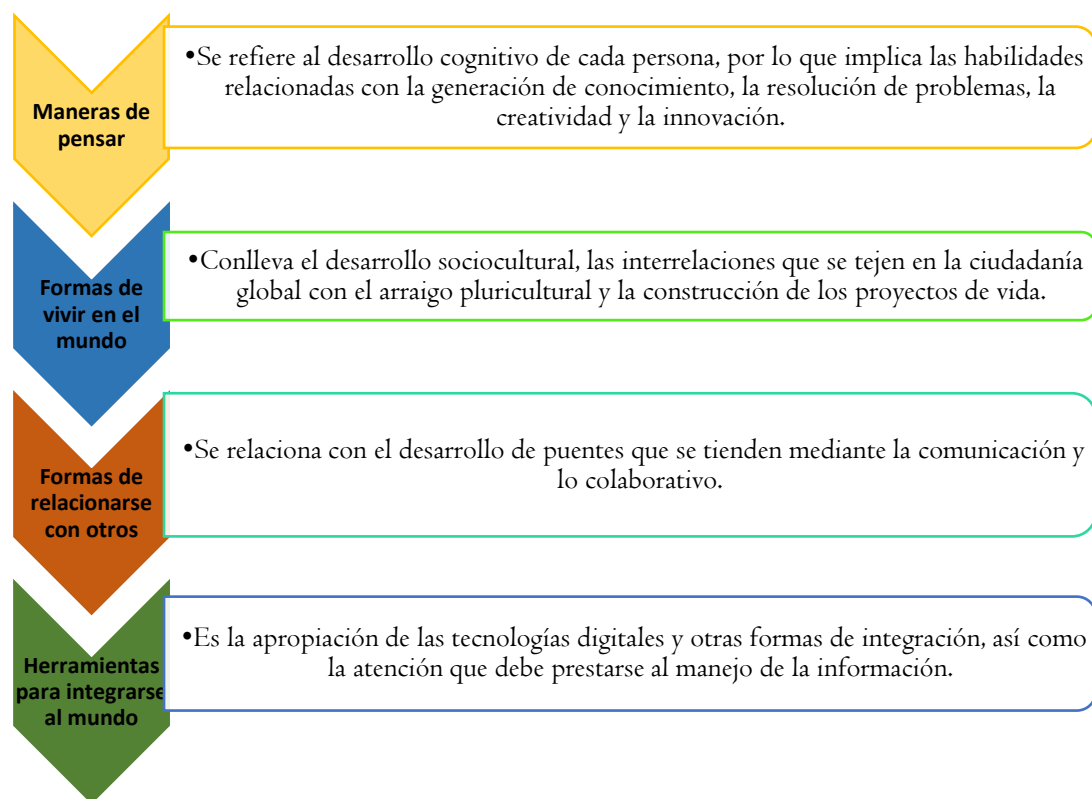 Maneras de
pensar
•Se refiere al desarrollo cognitivo de cada persona, por lo que implica las habilidades
relacionadas con la generación de conocimiento, la resolución de problemas, la
creatividad y la innovación.
Formas de
vivir en el
mundo
•Conlleva el desarrollo sociocultural, las interrelaciones que se tejen en la ciudadanía
global con el arraigo pluricultural y la construcción de los proyectos de vida.
Formas de
relacionarse
con otros
•Se relaciona con el desarrollo de puentes que se tienden mediante la comunicación y
lo colaborativo.
Herramientas
para integrarse
al mundo
•Es la apropiación de las tecnologías digitales y otras formas de integración, así como
la atención que debe prestarse al manejo de la información.